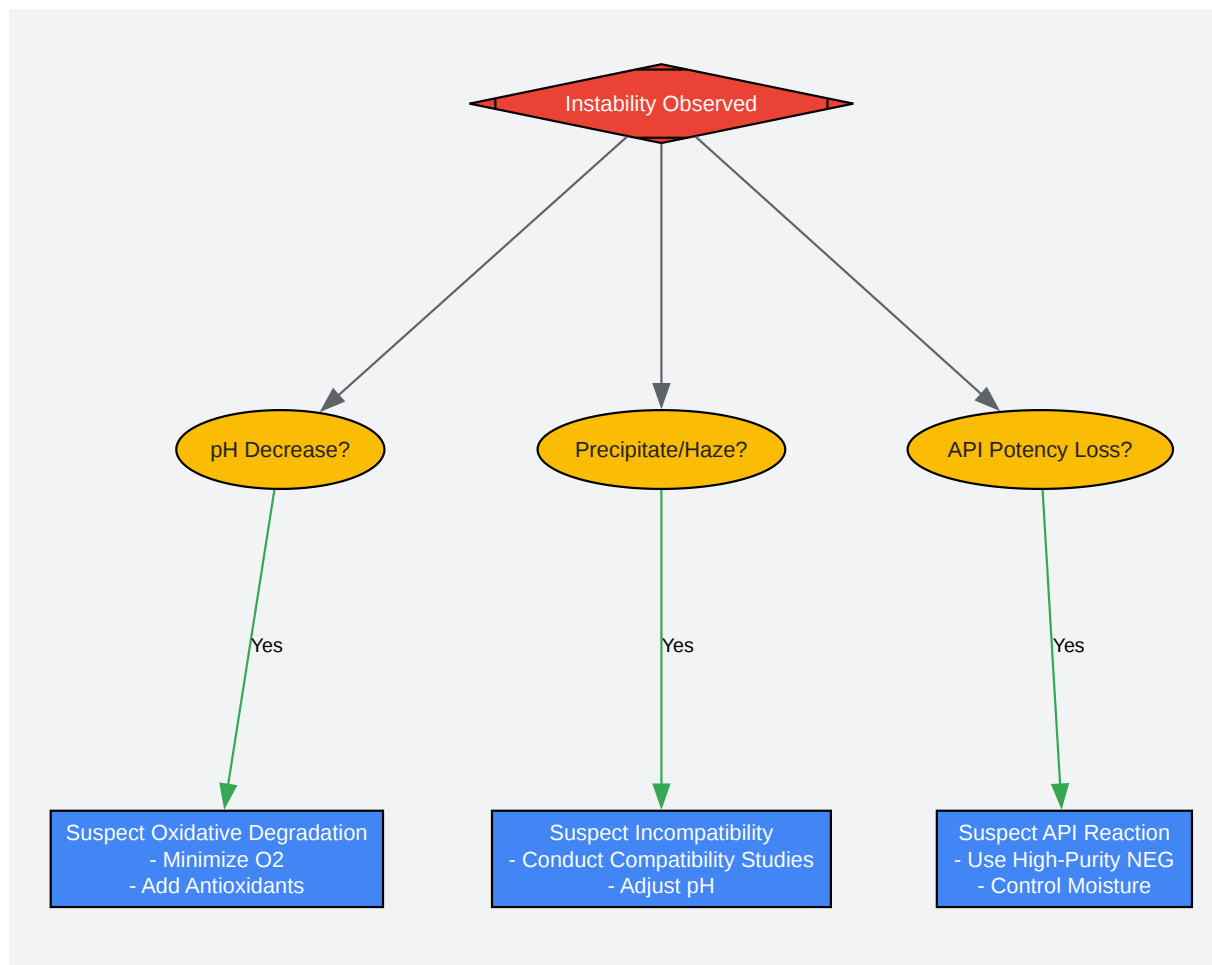 Instability Observed
pH Decrease?
Precipitate/Haze?
API Potency Loss?
Yes
Yes
Yes
Suspect Oxidative Degradation
- Minimize O2
- Add Antioxidants
Suspect Incompatibility
- Conduct Compatibility Studies
- Adjust pH
Suspect API Reaction
- Use High-Purity NEG
- Control Moisture